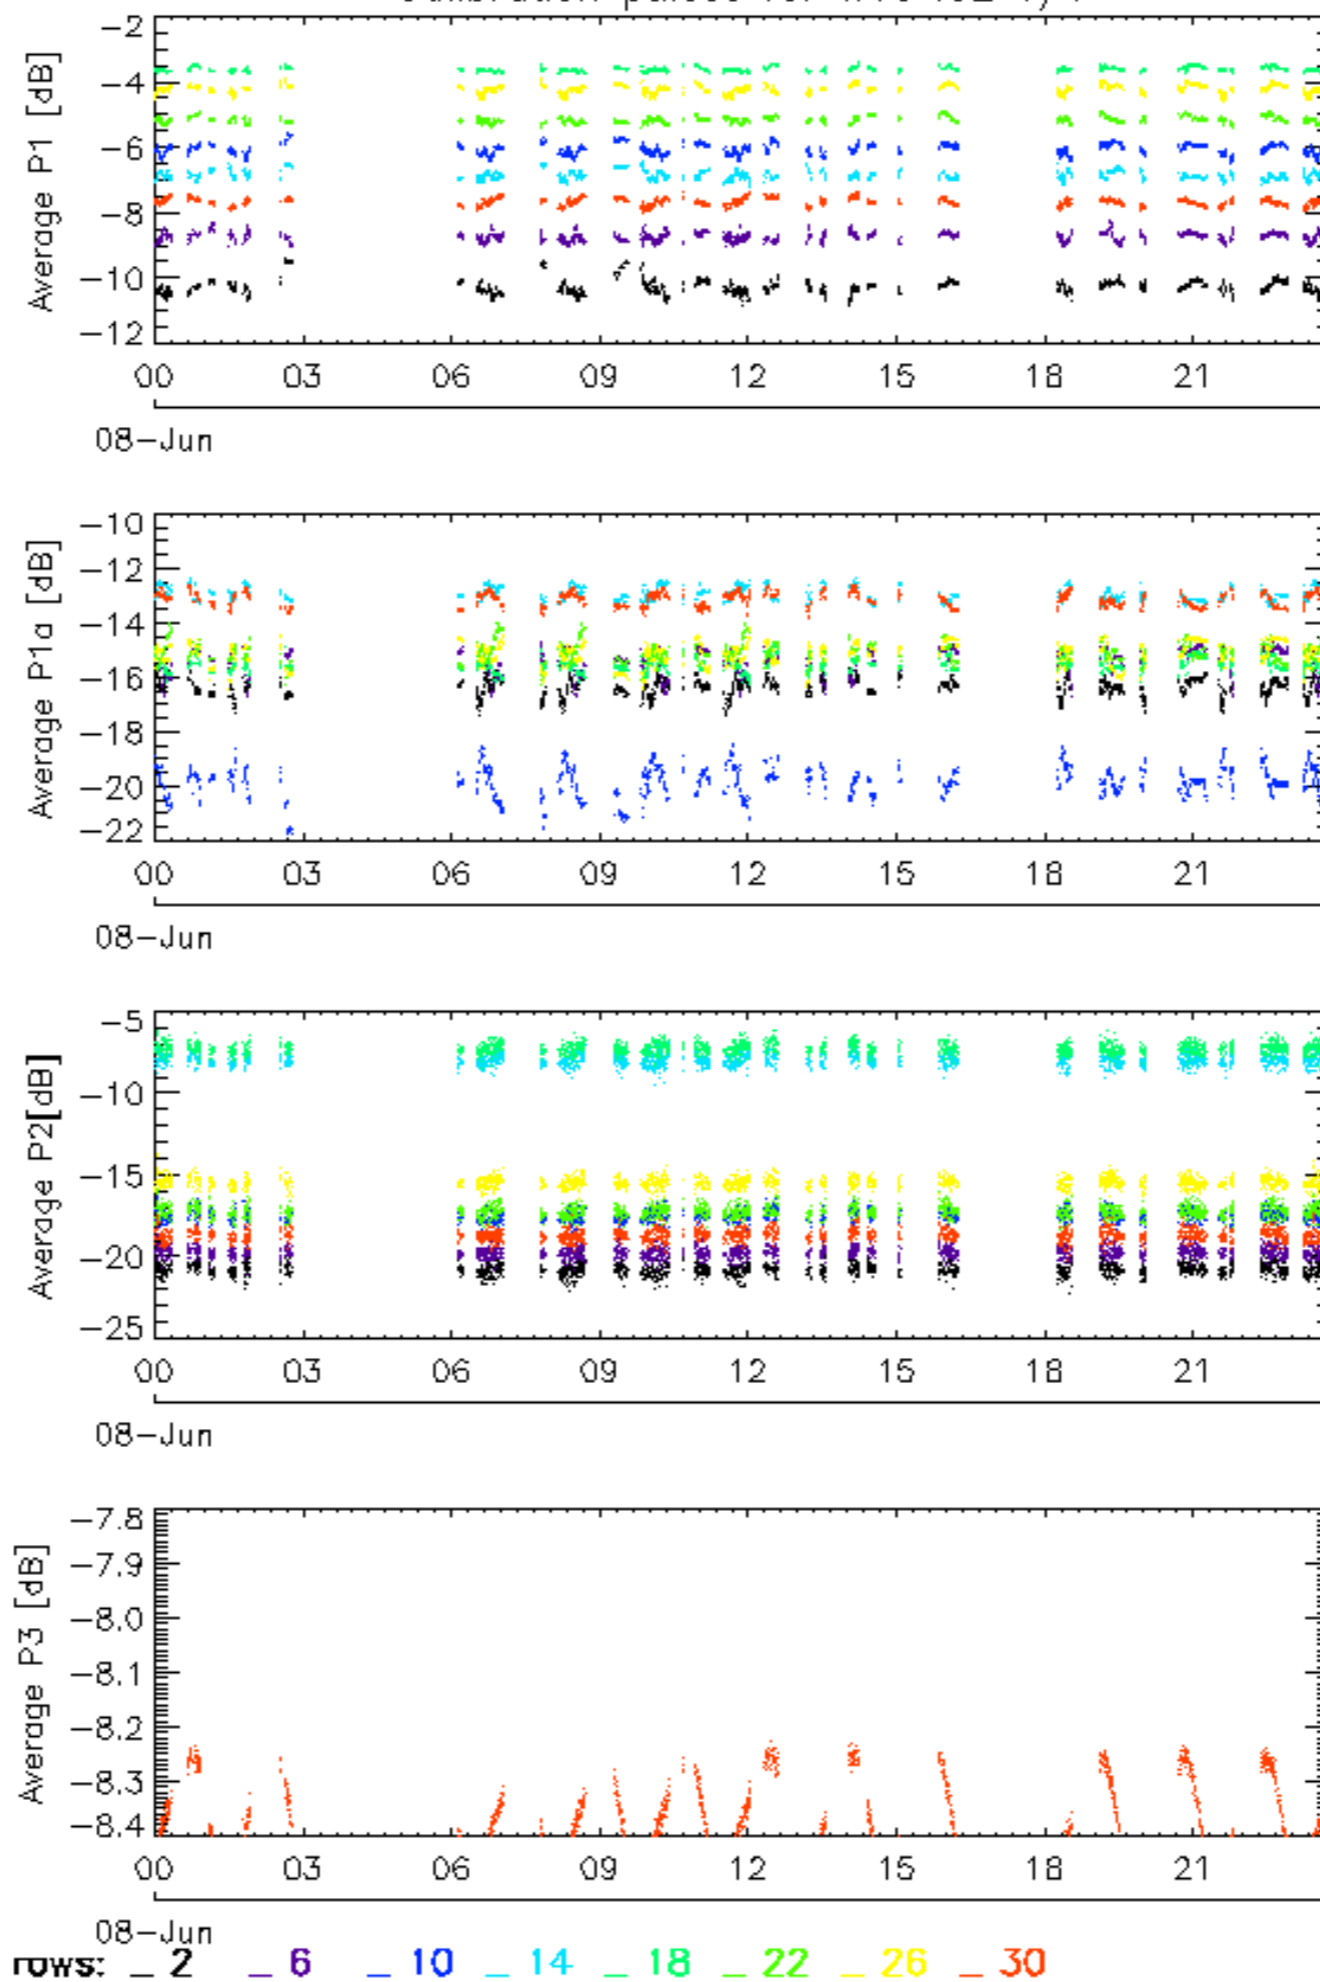 −2
−4
−6
−8
−10
−12
Average P1 [dB]
00 03 06 09 12 15 18 21
08−Jun
−10
−12
−14
−16
−18
−20
−22
Average P1a [dB]
00 03 06 09 12 15 18 21
08−Jun
−5
−10
−15
−20
−25
Average P2[dB]
00 03 06 09 12 15 18 21
08−Jun
−7.8
−7.9
−8.0
−8.1
−8.2
−8.3
−8.4
Average P3 [dB]
00 03 06 09 12 15 18 21
08−Jun
rows: _ 2 _ 6 _ 10 _ 14 _ 18 _ 22 _ 26 _ 30